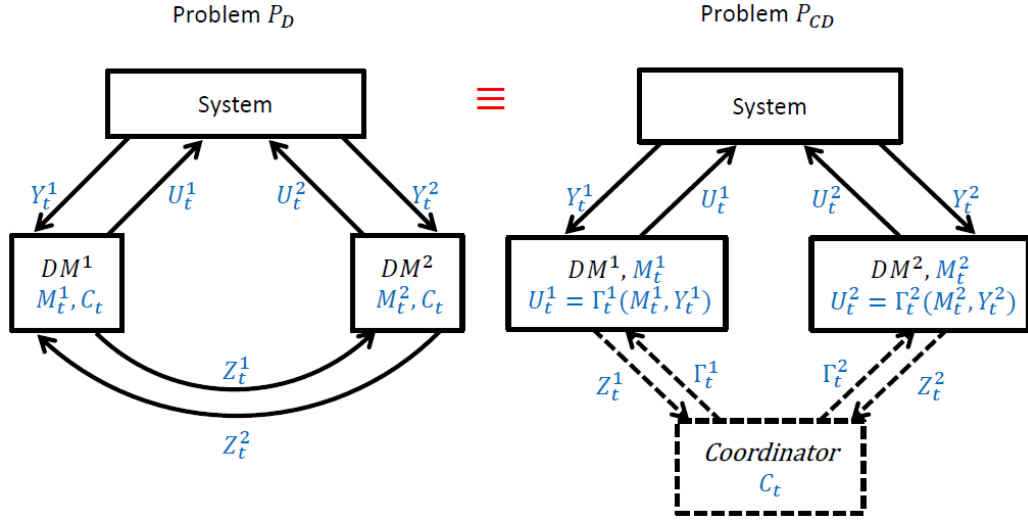 Problem P_D
System
Y_t^1
U_t^1
U_t^2
Y_t^2
DM^1
M_t^1, C_t
DM^2
M_t^2, C_t
Z_t^1
Z_t^2
≡
Problem P_{CD}
System
Y_t^1
U_t^1
U_t^2
Y_t^2
DM^1, M_t^1
U_t^1 = Γ_t^1(M_t^1, Y_t^1)
DM^2, M_t^2
U_t^2 = Γ_t^2(M_t^2, Y_t^2)
Z_t^1
Γ_t^1
Γ_t^2
Z_t^2
Coordinator
C_t